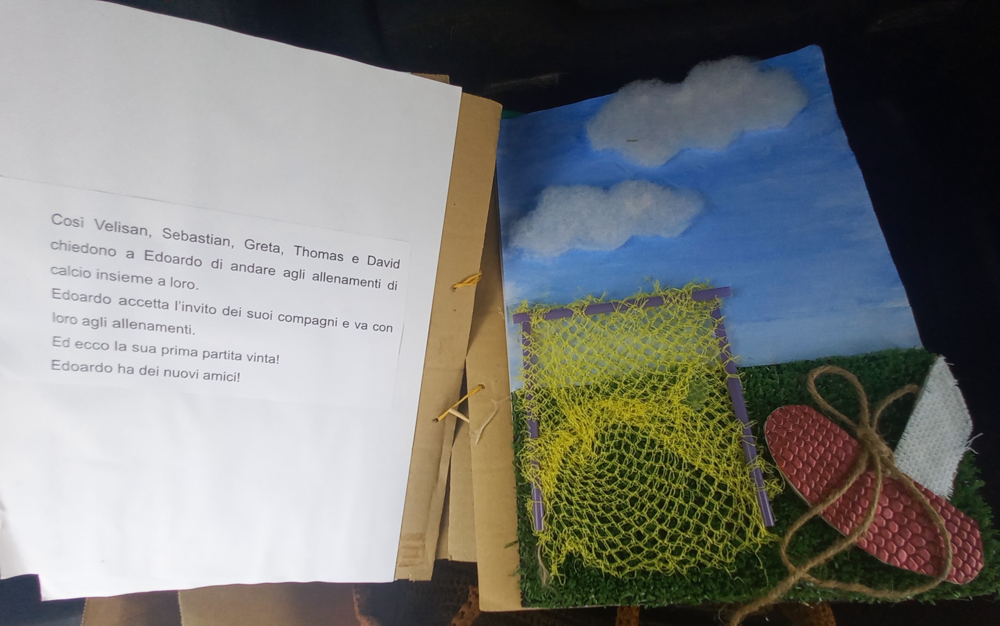 Così Velisan, Sebastian, Greta, Thomas e David
chiedono a Edoardo di andare agli allenamenti di
calcio insieme a loro.
Edoardo accetta l'invito dei suoi compagni e va con
loro agli allenamenti.
Ed ecco la sua prima partita vinta!
Edoardo ha dei nuovi amici!